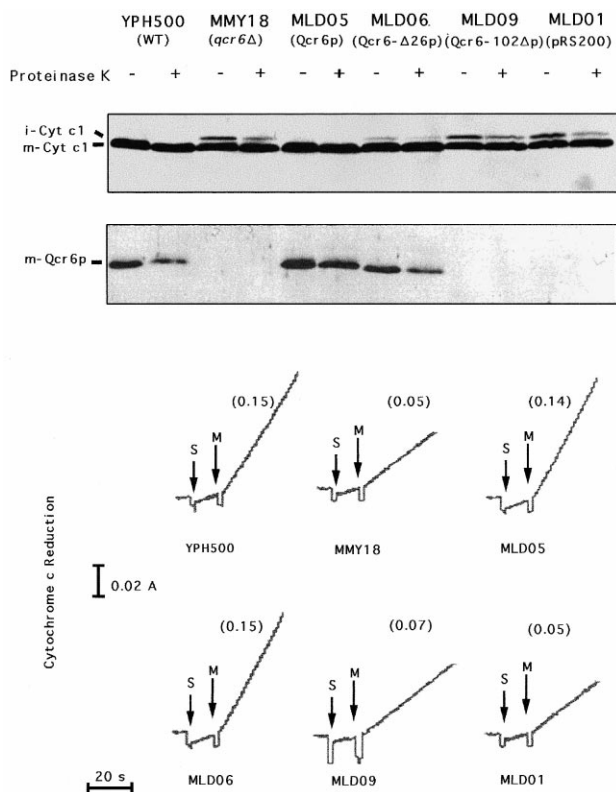 YPH500 MMY18 MLD05 MLD06. MLD09 MLD01
(WT) (qcr6Δ) (Qcr6p) (Qcr6-Δ26p) (Qcr6-102Δp) (pRS200)
Proteinase K - + - + - + - + - + - +
i-Cyt c1
m-Cyt c1
m-Qcr6p
(0.15) (0.05) (0.14)
S M S M S M
YPH500 MMY18 MLD05
Cytochrome c Reduction
0.02 A
(0.15) (0.07) (0.05)
S M S M S M
MLD06 MLD09 MLD01
20 s